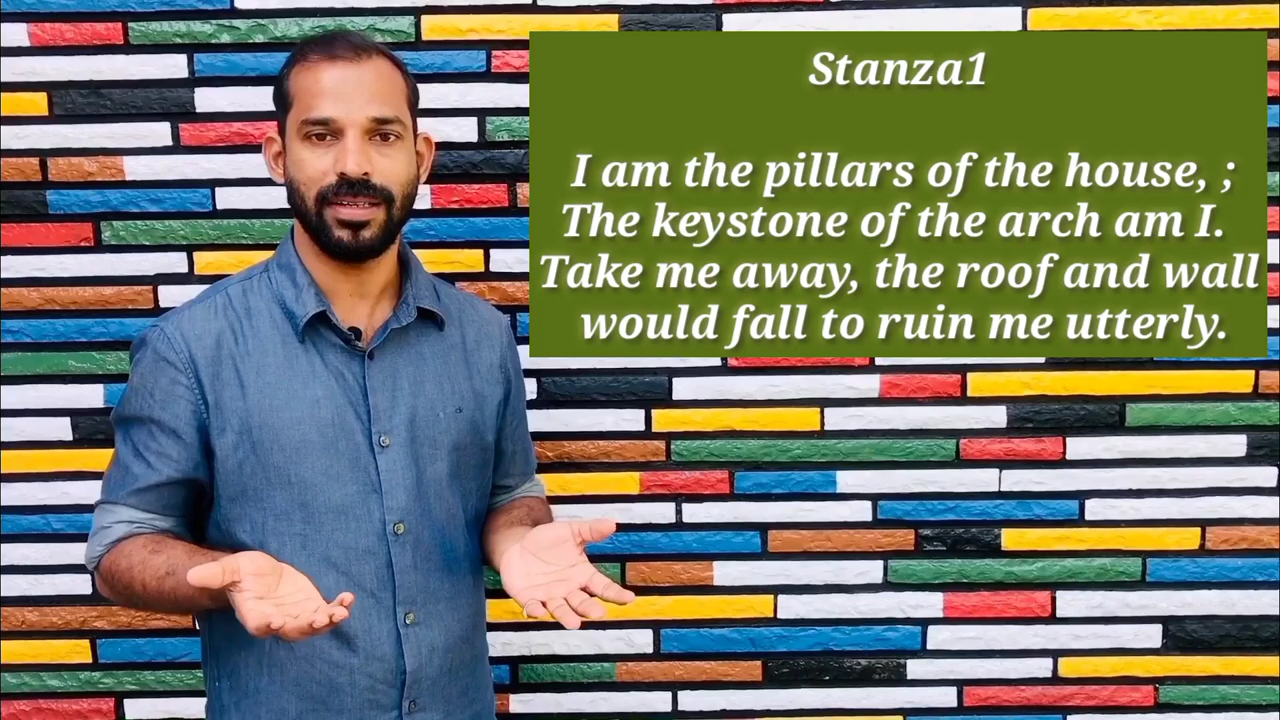 Stanza1
I am the pillars of the house, ;
The keystone of the arch am I.
Take me away, the roof and wall
would fall to ruin me utterly.